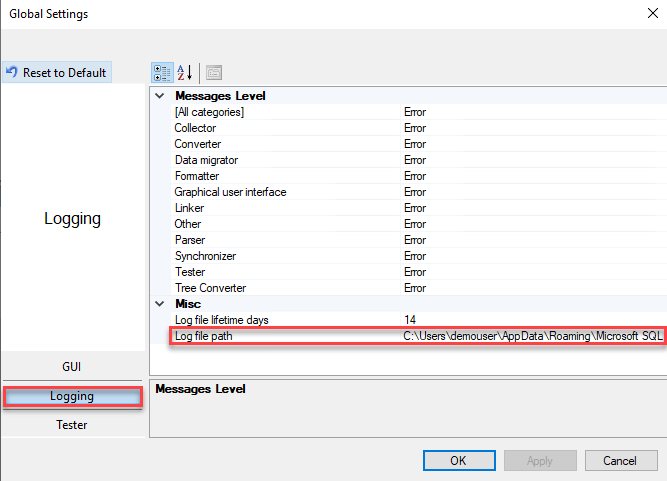 Global Settings
Reset to Default
Messages Level
[All categories] Error
Collector Error
Converter Error
Data migrator Error
Formatter Error
Graphical user interface Error
Linker Error
Other Error
Parser Error
Synchronizer Error
Tester Error
Tree Converter Error
Misc
Log file lifetime days 14
Log file path C:\Users\demouser\AppData\Roaming\Microsoft SQL
Logging
GUI
Logging
Tester
Messages Level
OK
Apply
Cancel